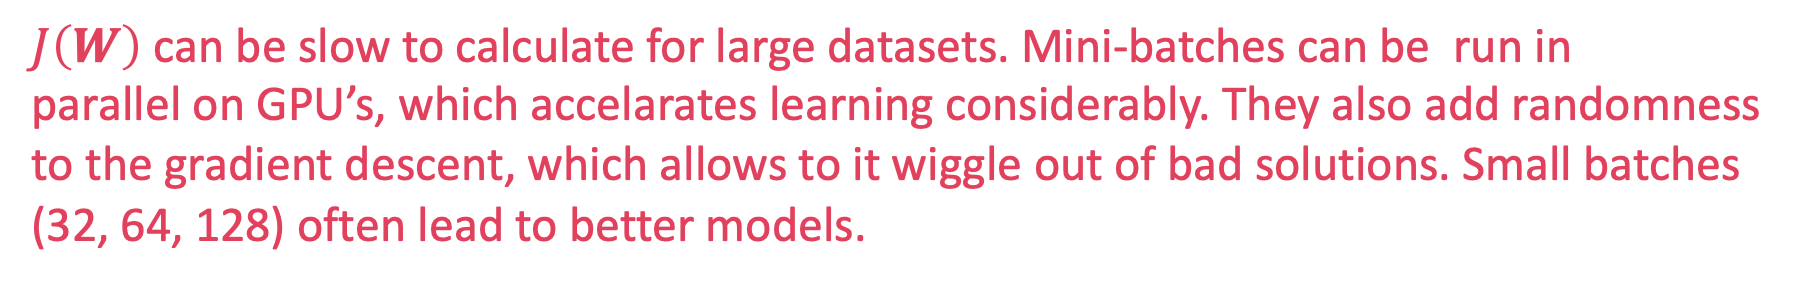 J(W) can be slow to calculate for large datasets. Mini-batches can be  run in
parallel on GPU’s, which accelarates learning considerably. They also add randomness
to the gradient descent, which allows to it wiggle out of bad solutions. Small batches
(32, 64, 128) often lead to better models.